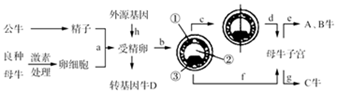 公牛 精子 外源基因 ① c d e A、B牛
h
a 受精卵 b ②
良种 激素 母牛子宫
母牛 处理 卵细胞 ③ f g C牛
转基因牛D